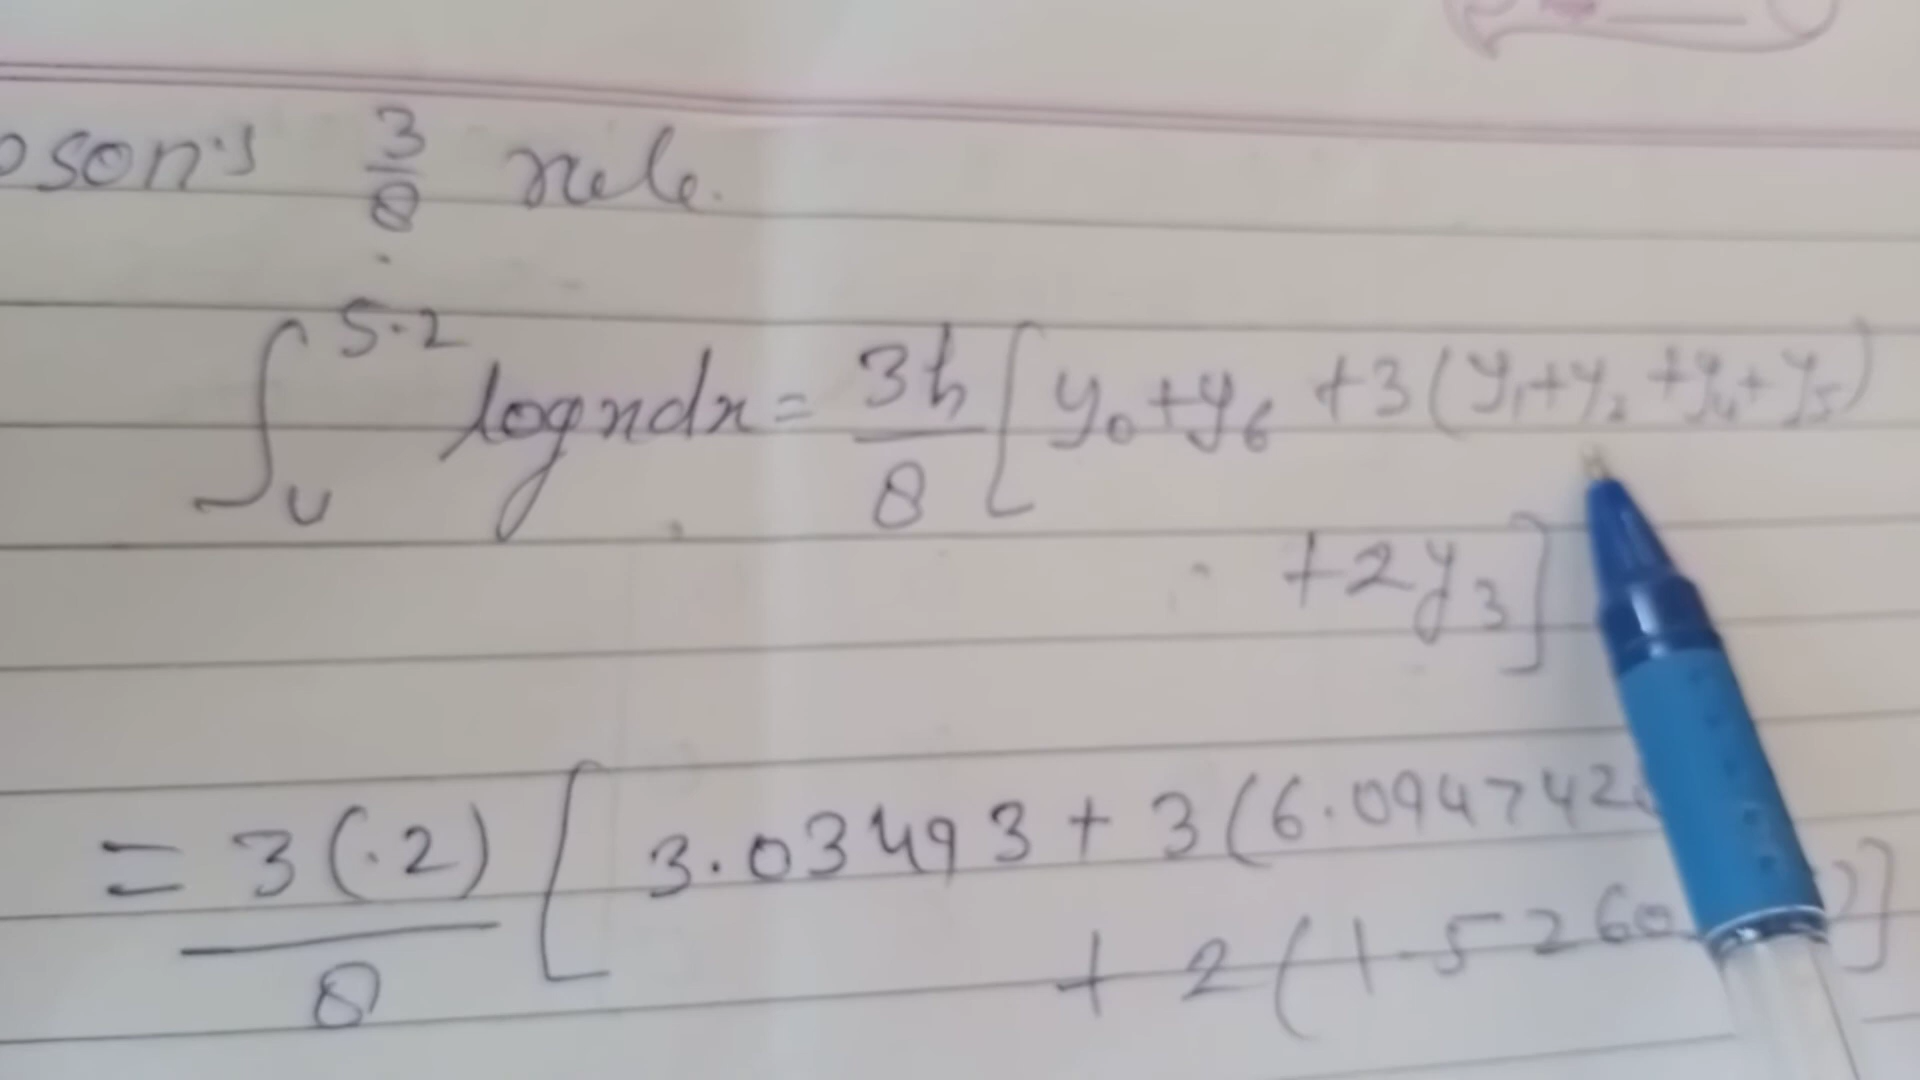 son's 3/8 rule.
∫_4^5.2 log x dx = 3h/8 [y0+y6 +3(y1+y2+y4+y5)
+2y3]
= 3(.2)/8 [3.03493 + 3(6.094742
+ 2(1.5260 )]